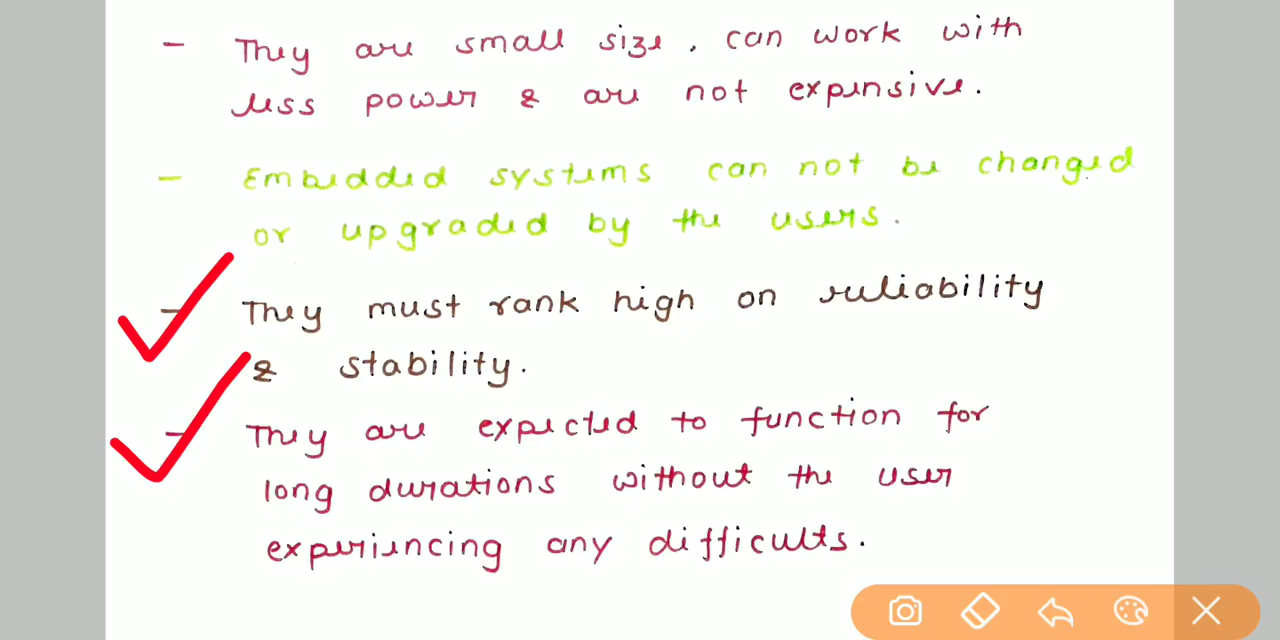 - They are small size, can work with
less power & are not expensive.
- Embedded systems can not be changed
or upgraded by the users.
- They must rank high on reliability
& stability.
- They are expected to function for
long durations without the user
experiencing any difficults.